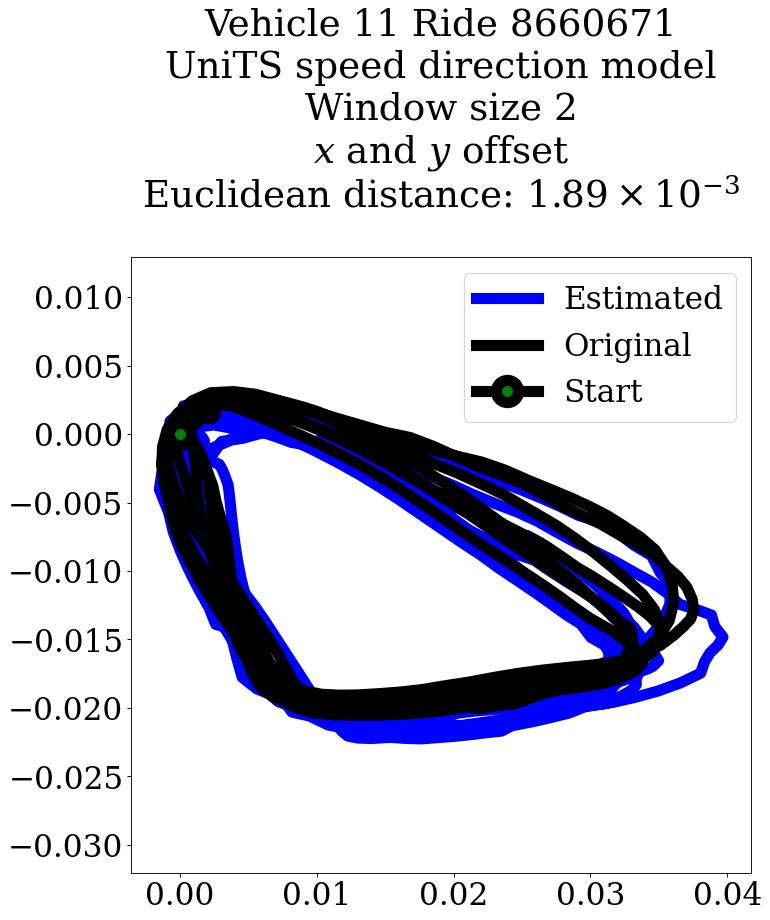 Vehicle 11 Ride 8660671
UniTS speed direction model
Window size 2
x and y offset
Euclidean distance: 1.89 × 10⁻³
Estimated
Original
Start
0.010
0.005
0.000
−0.005
−0.010
−0.015
−0.020
−0.025
−0.030
0.00 0.01 0.02 0.03 0.04